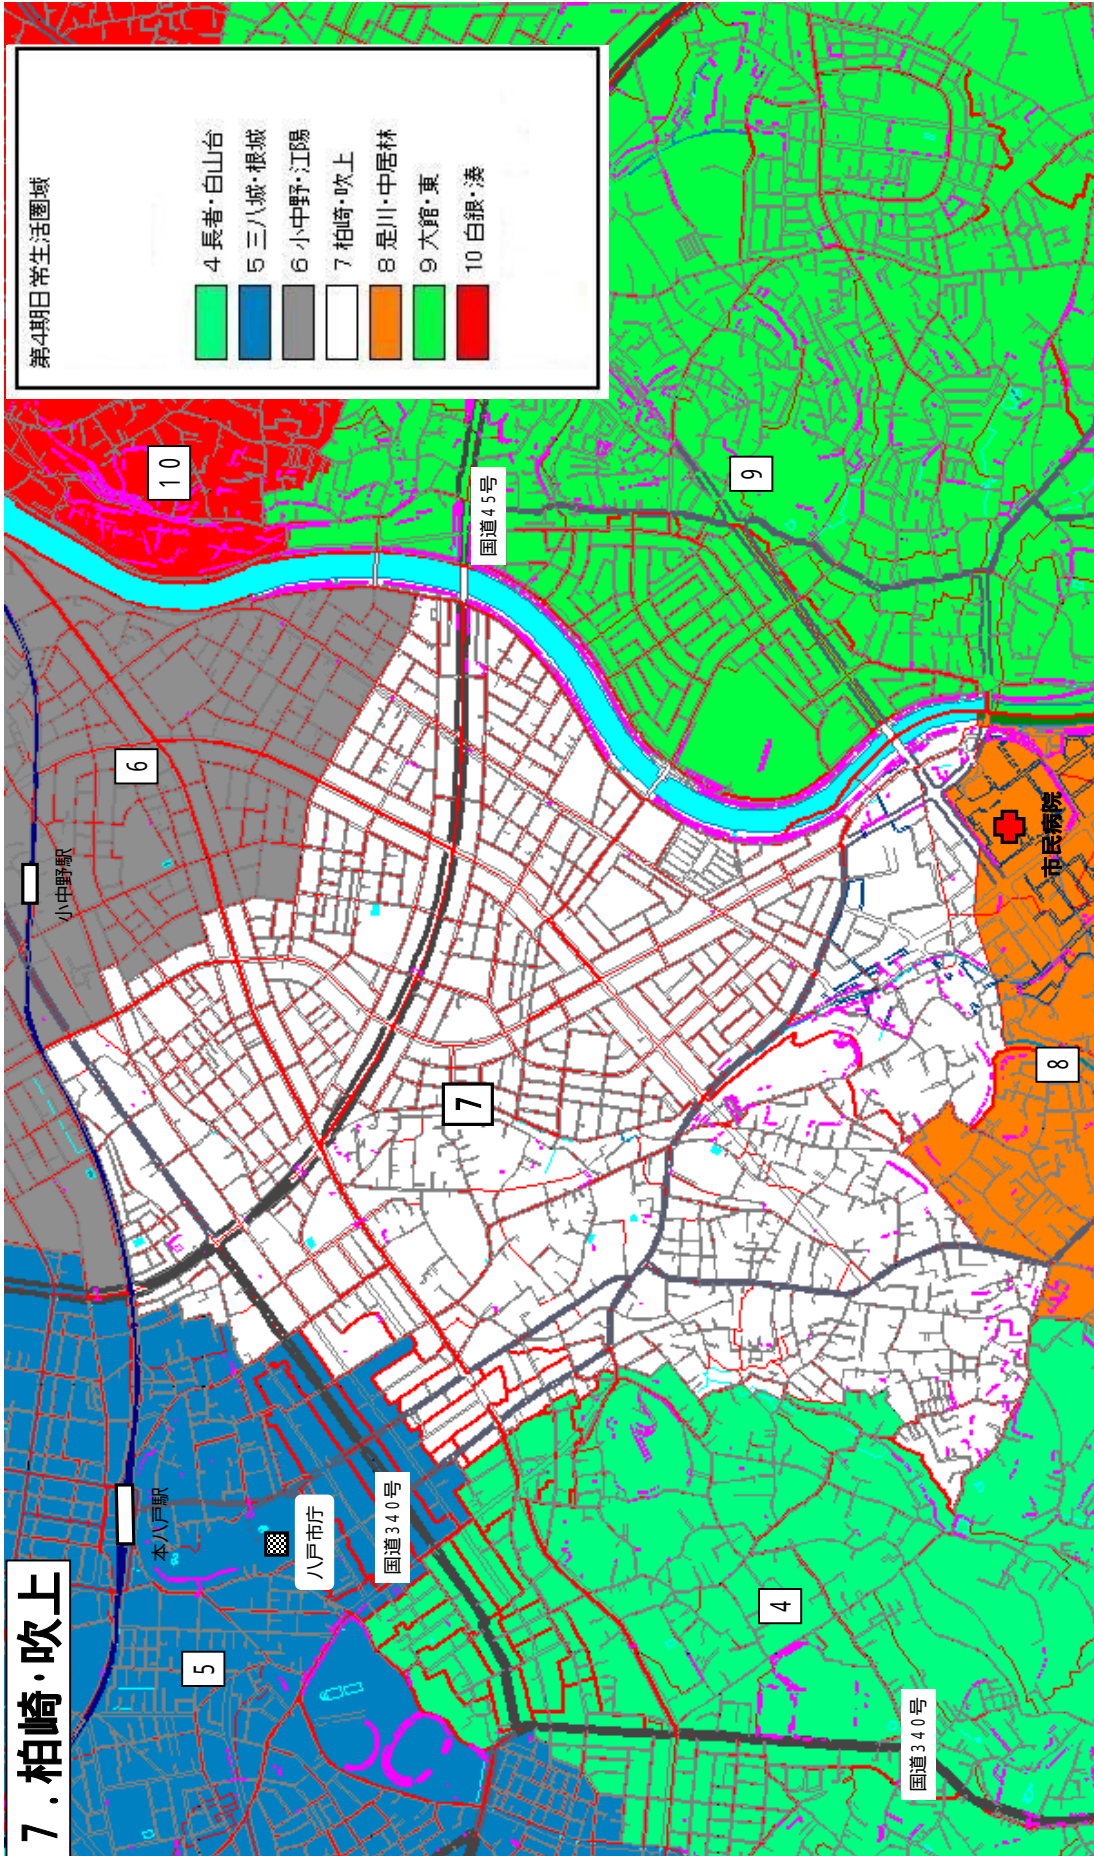 7．柏崎・吹上
第4期日常生活圏域
4 長者・白山台
5 三八城・根城
6 小中野・江陽
7 柏崎・吹上
8 是川・中居林
9 大館・東
10 白銀・湊
本八戸駅
小中野駅
八戸市庁
国道340号
国道45号
国道340号
市民病院
5
6
10
7
9
4
8